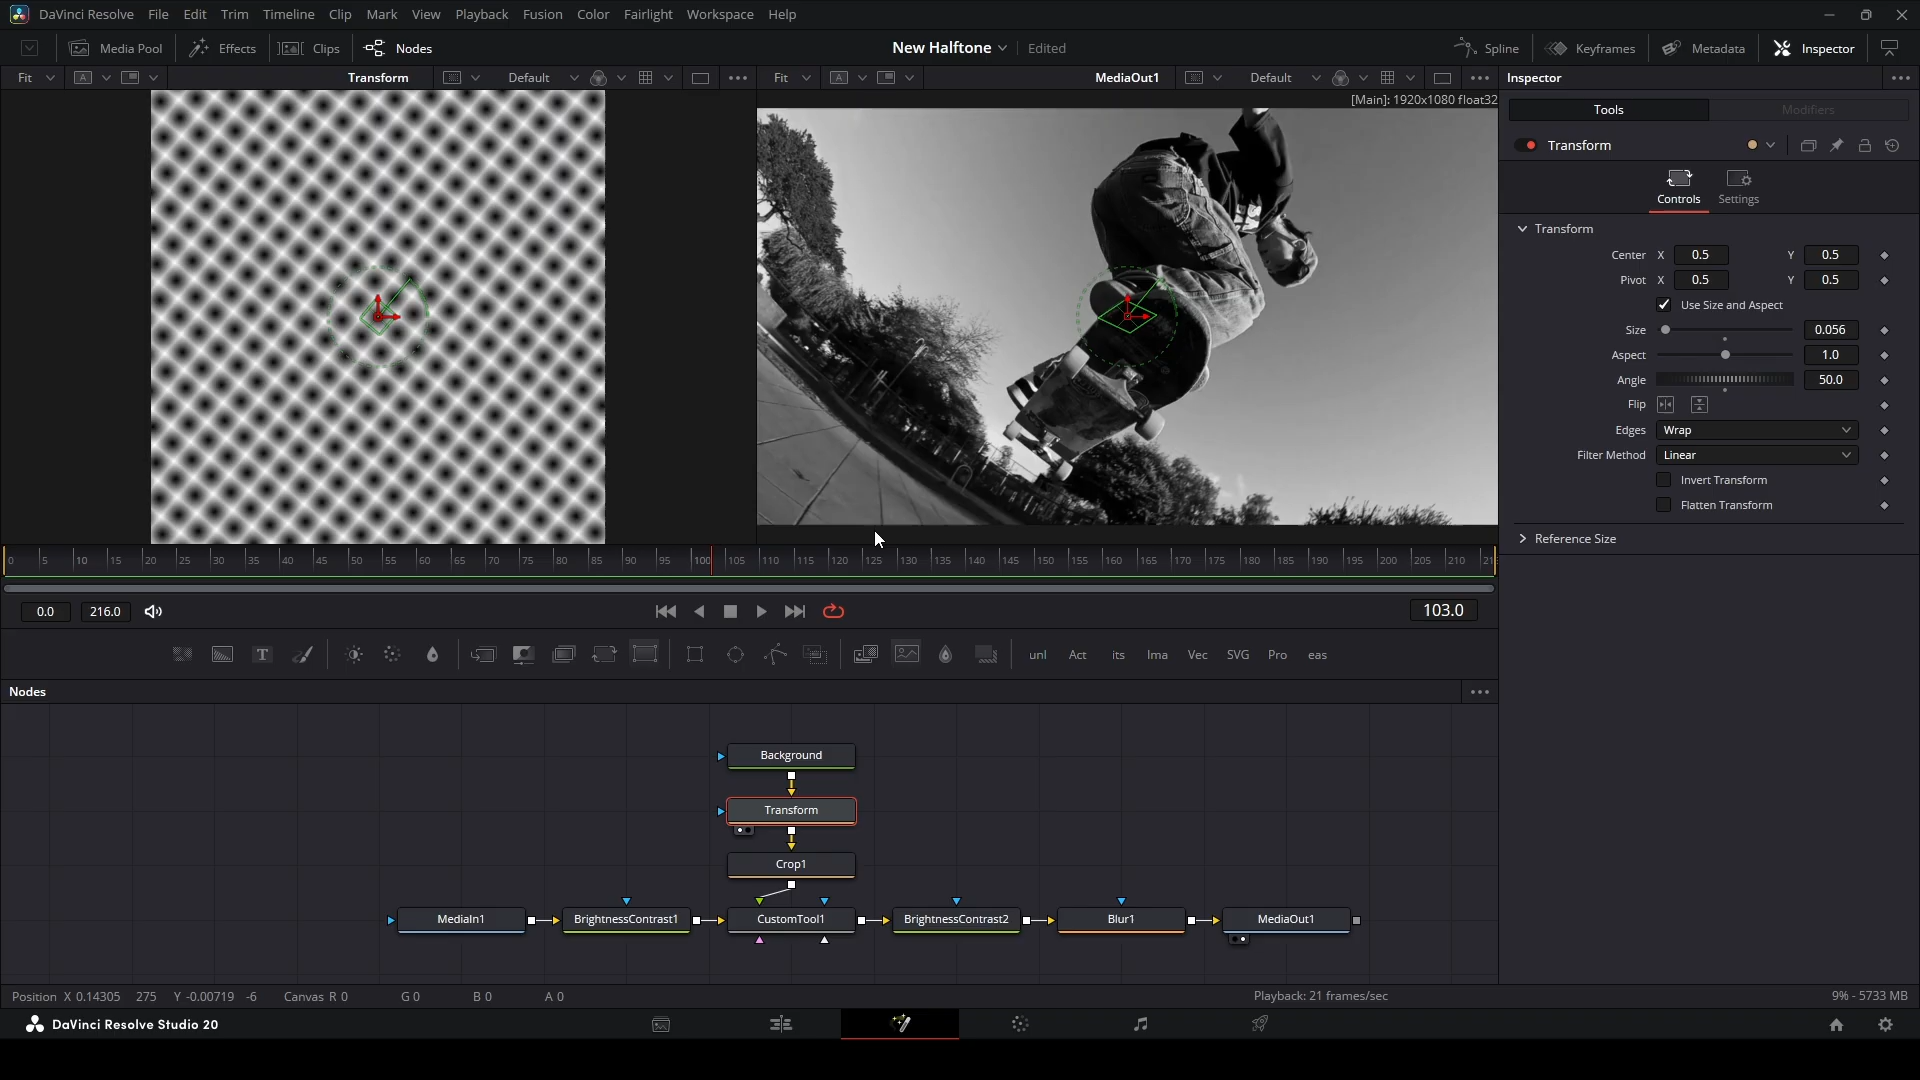 DaVinci Resolve File Edit Trim Timeline Clip Mark View Playback Fusion Color Fairlight Workspace Help
Media Pool Effects Clips Nodes New Halftone Edited Spline Keyframes Metadata Inspector
Fit A Transform Default Fit A MediaOut1 Default Inspector
[Main]: 1920x1080 float32
Tools Modifiers
Transform
Controls Settings
Transform
Center X 0.5 Y 0.5
Pivot X 0.5 Y 0.5
Use Size and Aspect
Size 0.056
Aspect 1.0
Angle 50.0
Flip
Edges Wrap
Filter Method Linear
Invert Transform
Flatten Transform
Reference Size
0 5 10 15 20 25 30 35 40 45 50 55 60 65 70 75 80 85 90 95 100 105 110 115 120 125 130 135 140 145 150 155 160 165 170 175 180 185 190 195 200 205 210
0.0 216.0 103.0
T unl Act its Ima Vec SVG Pro eas
Nodes
Background
Transform
Crop1
MediaIn1 BrightnessContrast1 CustomTool1 BrightnessContrast2 Blur1 MediaOut1
Position X 0.14305 275 Y -0.00719 -6 Canvas R 0 G 0 B 0 A 0 Playback: 21 frames/sec 9% - 5733 MB
DaVinci Resolve Studio 20